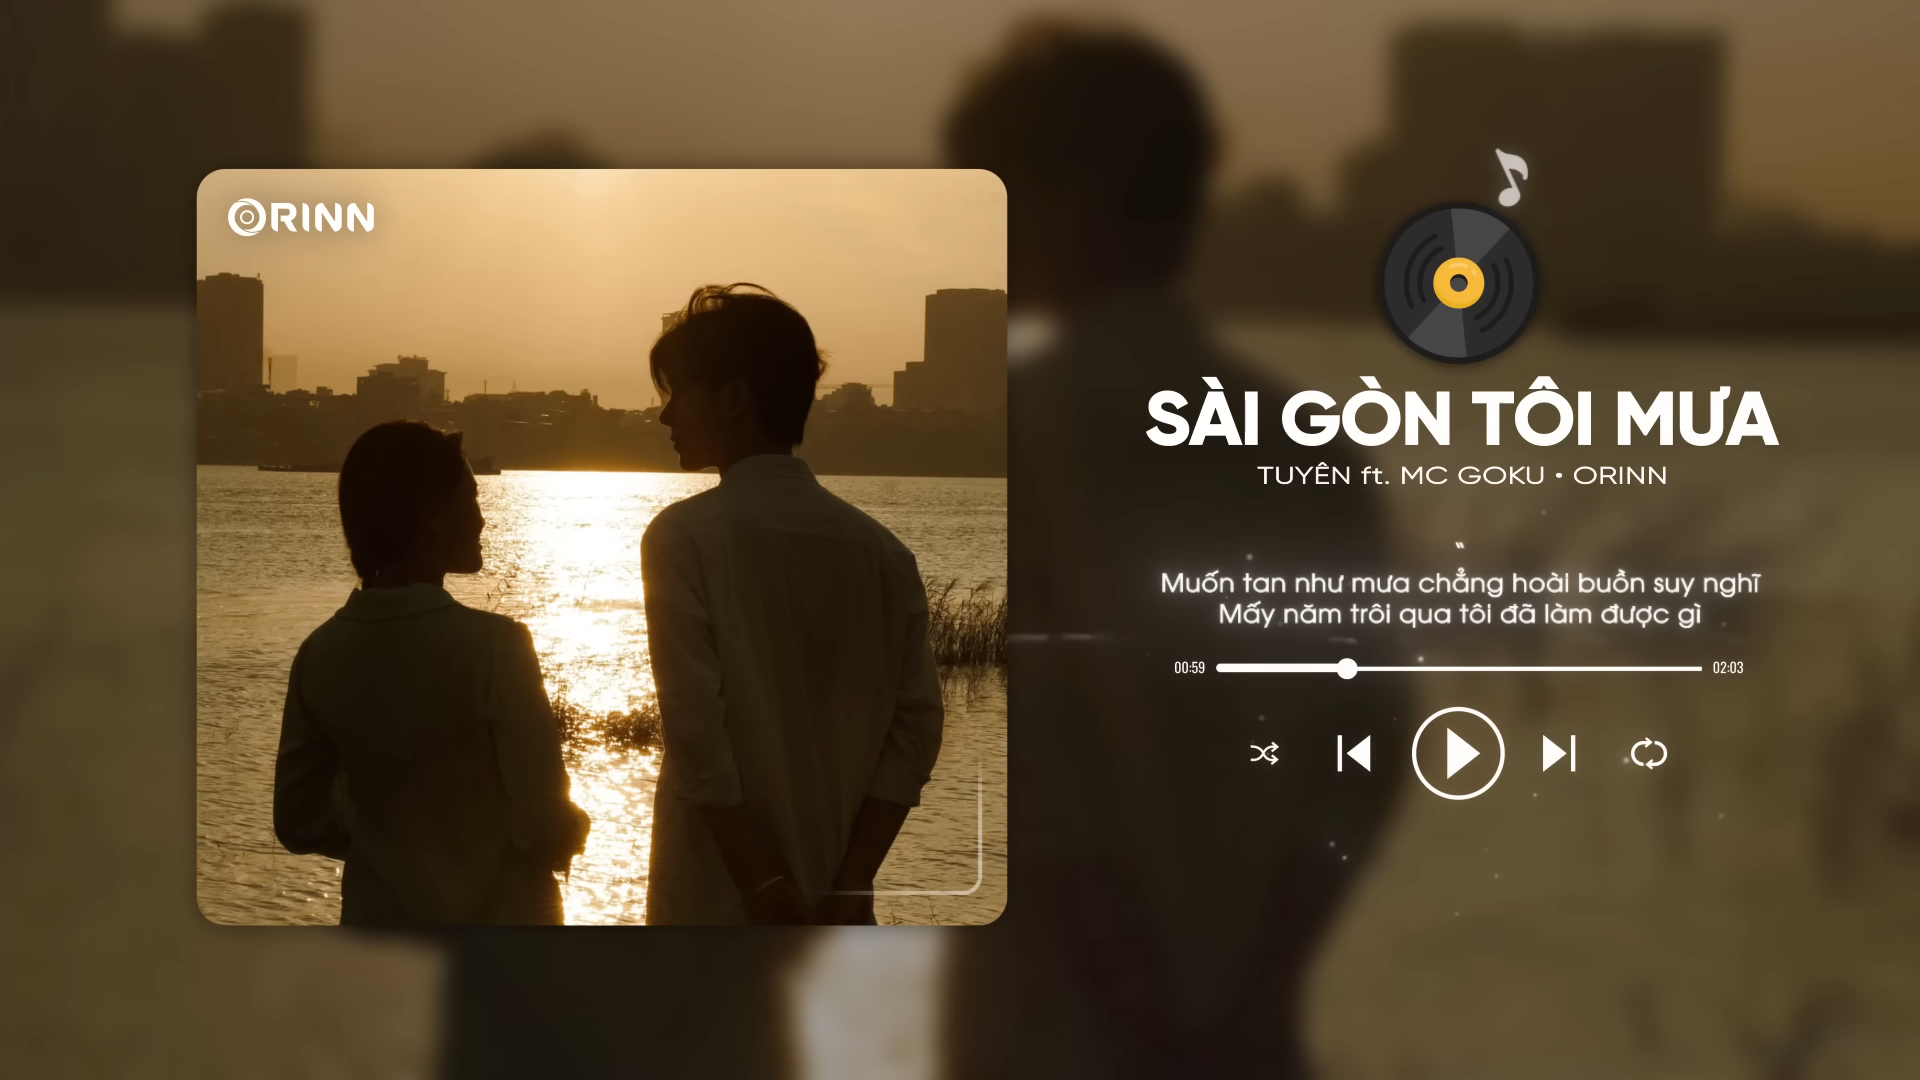 ORINN
SÀI GÒN TÔI MƯA
TUYÊN ft. MC GOKU • ORINN
"
Muốn tan như mưa chẳng hoài buồn suy nghĩ
Mấy năm trôi qua tôi đã làm được gì
00:59 02:03